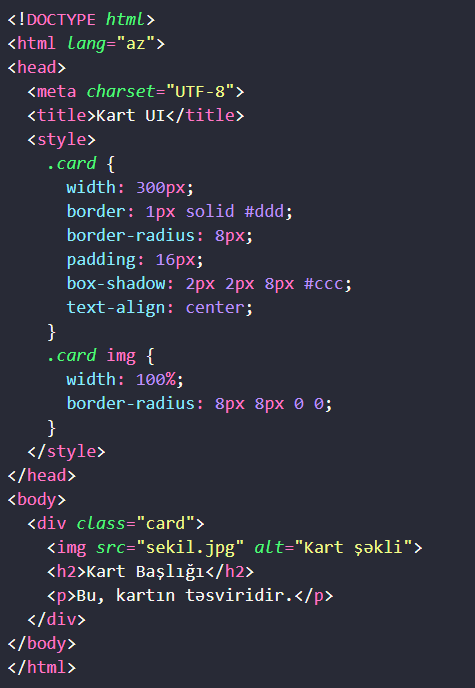 <!DOCTYPE html>
<html lang="az">
<head>
  <meta charset="UTF-8">
  <title>Kart UI</title>
  <style>
    .card {
      width: 300px;
      border: 1px solid #ddd;
      border-radius: 8px;
      padding: 16px;
      box-shadow: 2px 2px 8px #ccc;
      text-align: center;
    }
    .card img {
      width: 100%;
      border-radius: 8px 8px 0 0;
    }
  </style>
</head>
<body>
  <div class="card">
    <img src="sekil.jpg" alt="Kart şəkli">
    <h2>Kart Başlığı</h2>
    <p>Bu, kartın təsviridir.</p>
  </div>
</body>
</html>